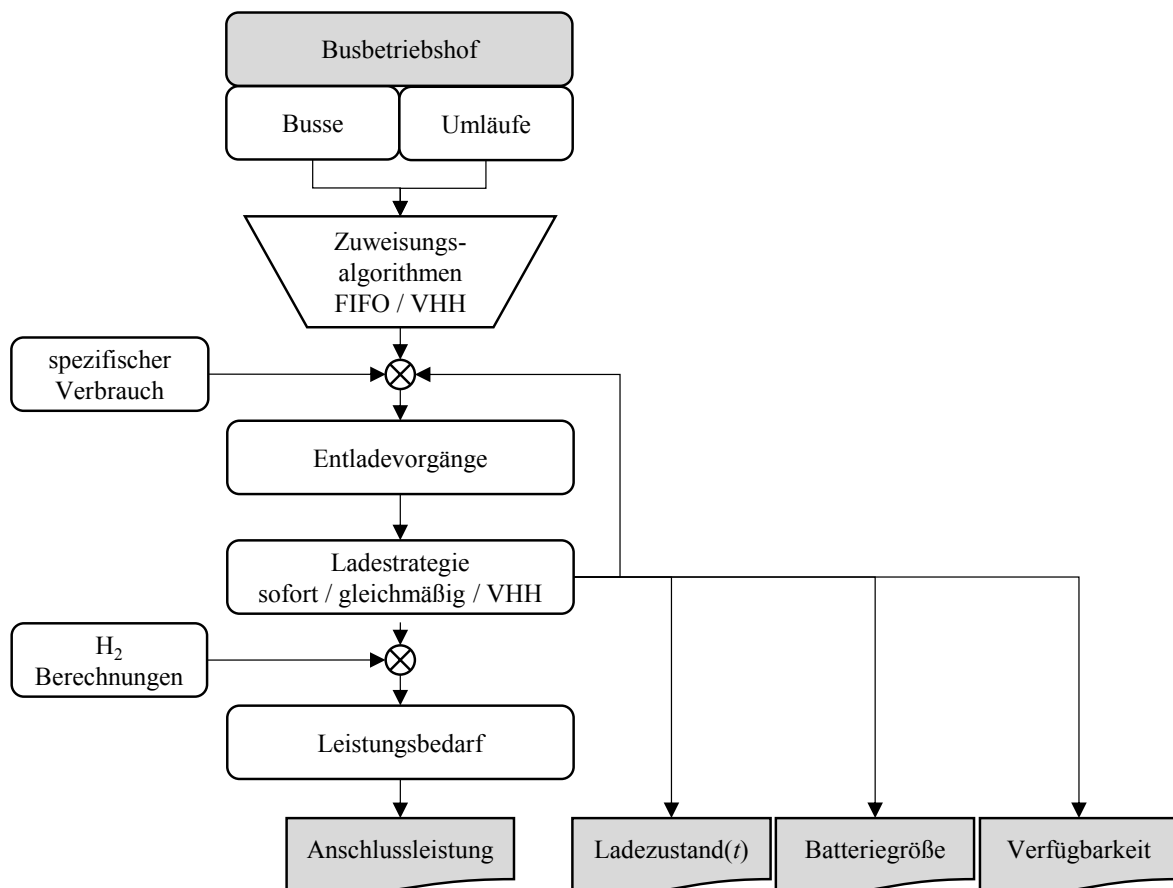 Busbetriebshof
Busse
Umläufe
Zuweisungs-
algorithmen
FIFO / VHH
spezifischer
Verbrauch
Entladevorgänge
Ladestrategie
sofort / gleichmäßig / VHH
H₂
Berechnungen
Leistungsbedarf
Anschlussleistung
Ladezustand(t)
Batteriegröße
Verfügbarkeit